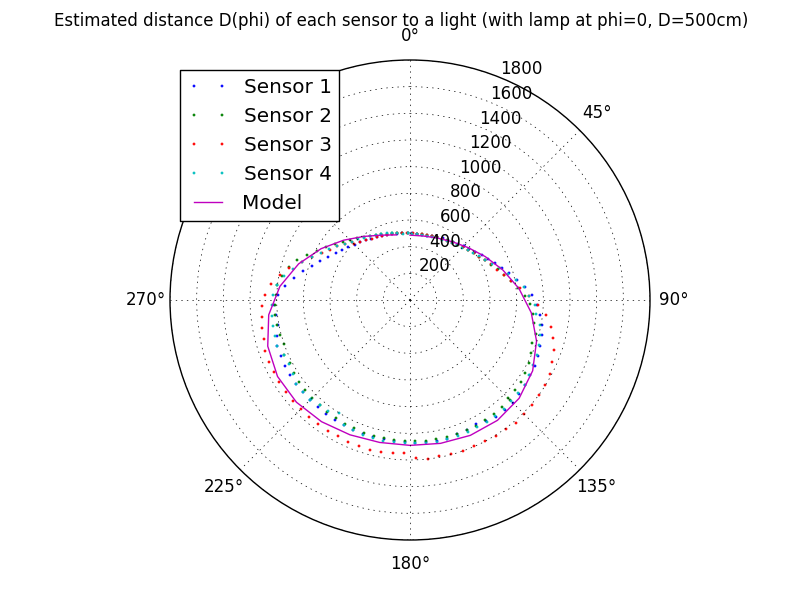 Estimated distance D(phi) of each sensor to a light (with lamp at phi=0, D=500cm)
0°
Sensor 1
Sensor 2
Sensor 3
Sensor 4
Model
1800
1600
1400
1200
1000
800
600
400
200
45°
270°
90°
225°
135°
180°